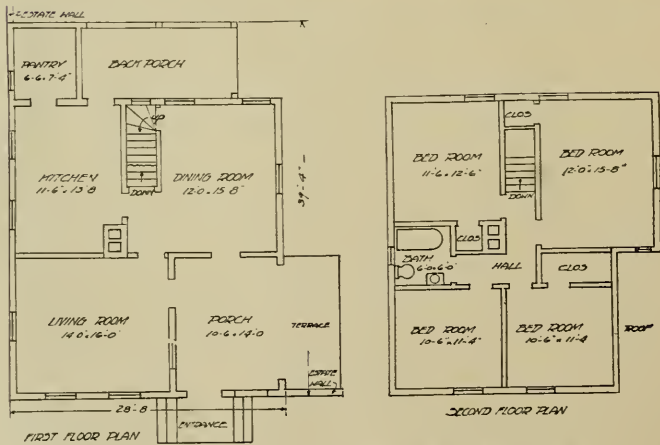 ESTATE WALL
PANTRY
6-6 x 7-4"
BACK PORCH
UP
KITCHEN
11'-6" x 13'8
DOWN
DINING ROOM
12'0 x 15'8"
34'-4"
LIVING ROOM
14'0 x 16'-0"
PORCH
10'-6 x 14'0
TERRACE
ESTATE
WALL
28'-8
ENTRANCE
FIRST FLOOR PLAN
CLOS
BED ROOM
11'-6 x 12'-6"
BED ROOM
12'0" x 15'-8"
DOWN
CLOS
BATH
6'0 x 6'0"
HALL
CLOS
BED ROOM
10'-6" x 11'-4"
BED ROOM
10'-6" x 11'-4
ROOF
SECOND FLOOR PLAN